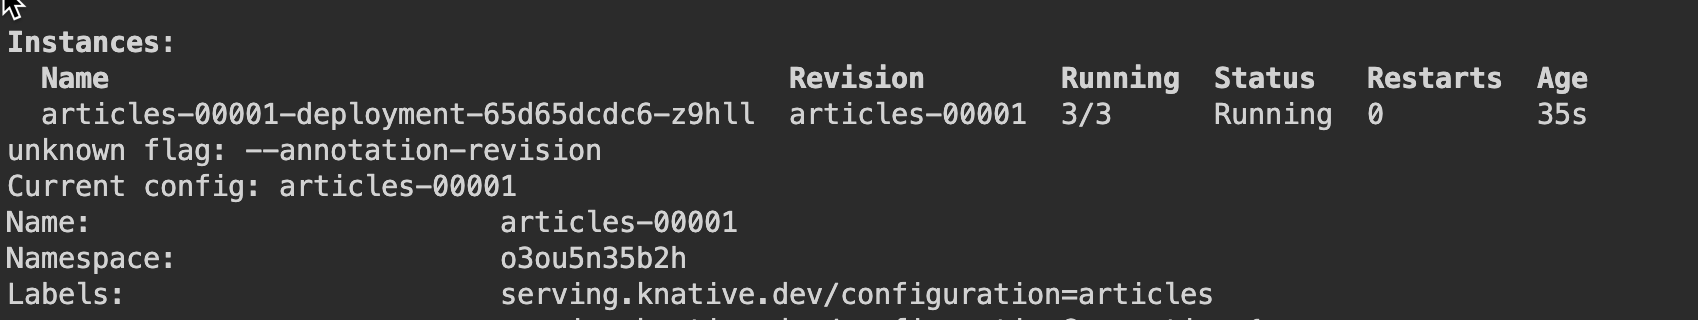 Instances:
Name Revision Running Status Restarts Age
articles-00001-deployment-65d65dcdc6-z9hll articles-00001 3/3 Running 0 35s
unknown flag: --annotation-revision
Current config: articles-00001
Name: articles-00001
Namespace: o3ou5n35b2h
Labels: serving.knative.dev/configuration=articles